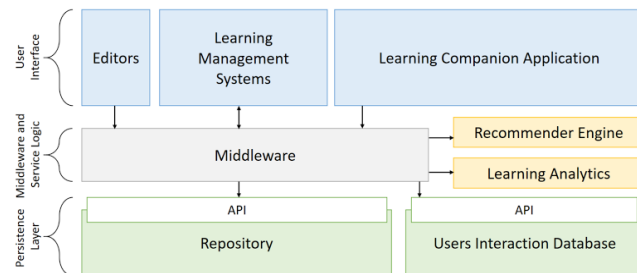 User
Interface
Editors
Learning
Management
Systems
Learning Companion Application
Middleware and
Service Logic
Middleware
Recommender Engine
Learning Analytics
Persistence
Layer
API
Repository
API
Users Interaction Database